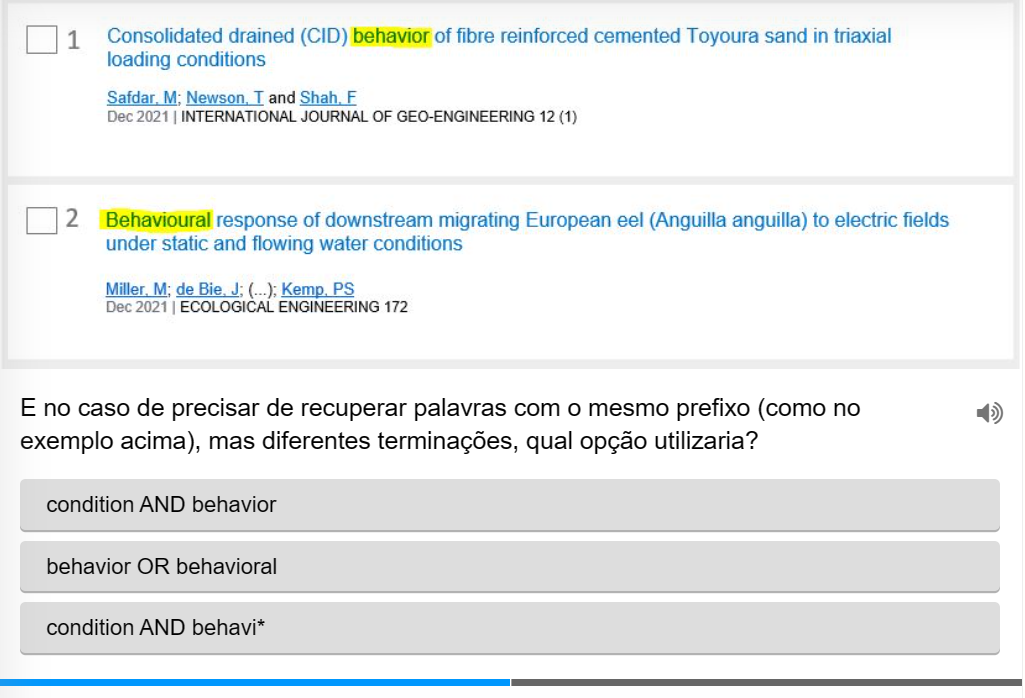 1 Consolidated drained (CID) behavior of fibre reinforced cemented Toyoura sand in triaxial
loading conditions
Safdar, M; Newson, T and Shah, F
Dec 2021 | INTERNATIONAL JOURNAL OF GEO-ENGINEERING 12 (1)
2 Behavioural response of downstream migrating European eel (Anguilla anguilla) to electric fields
under static and flowing water conditions
Miller, M; de Bie, J; (...); Kemp, PS
Dec 2021 | ECOLOGICAL ENGINEERING 172
E no caso de precisar de recuperar palavras com o mesmo prefixo (como no
exemplo acima), mas diferentes terminações, qual opção utilizaria?
condition AND behavior
behavior OR behavioral
condition AND behavi*